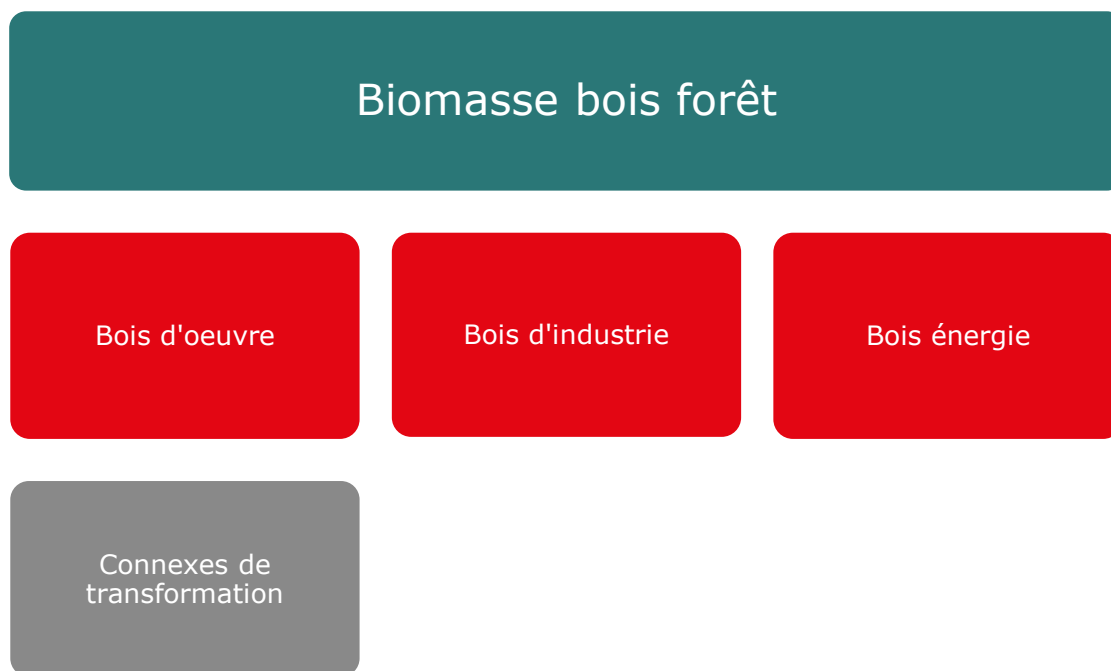 Biomasse bois forêt
Bois d'oeuvre
Bois d'industrie
Bois énergie
Connexes de
transformation